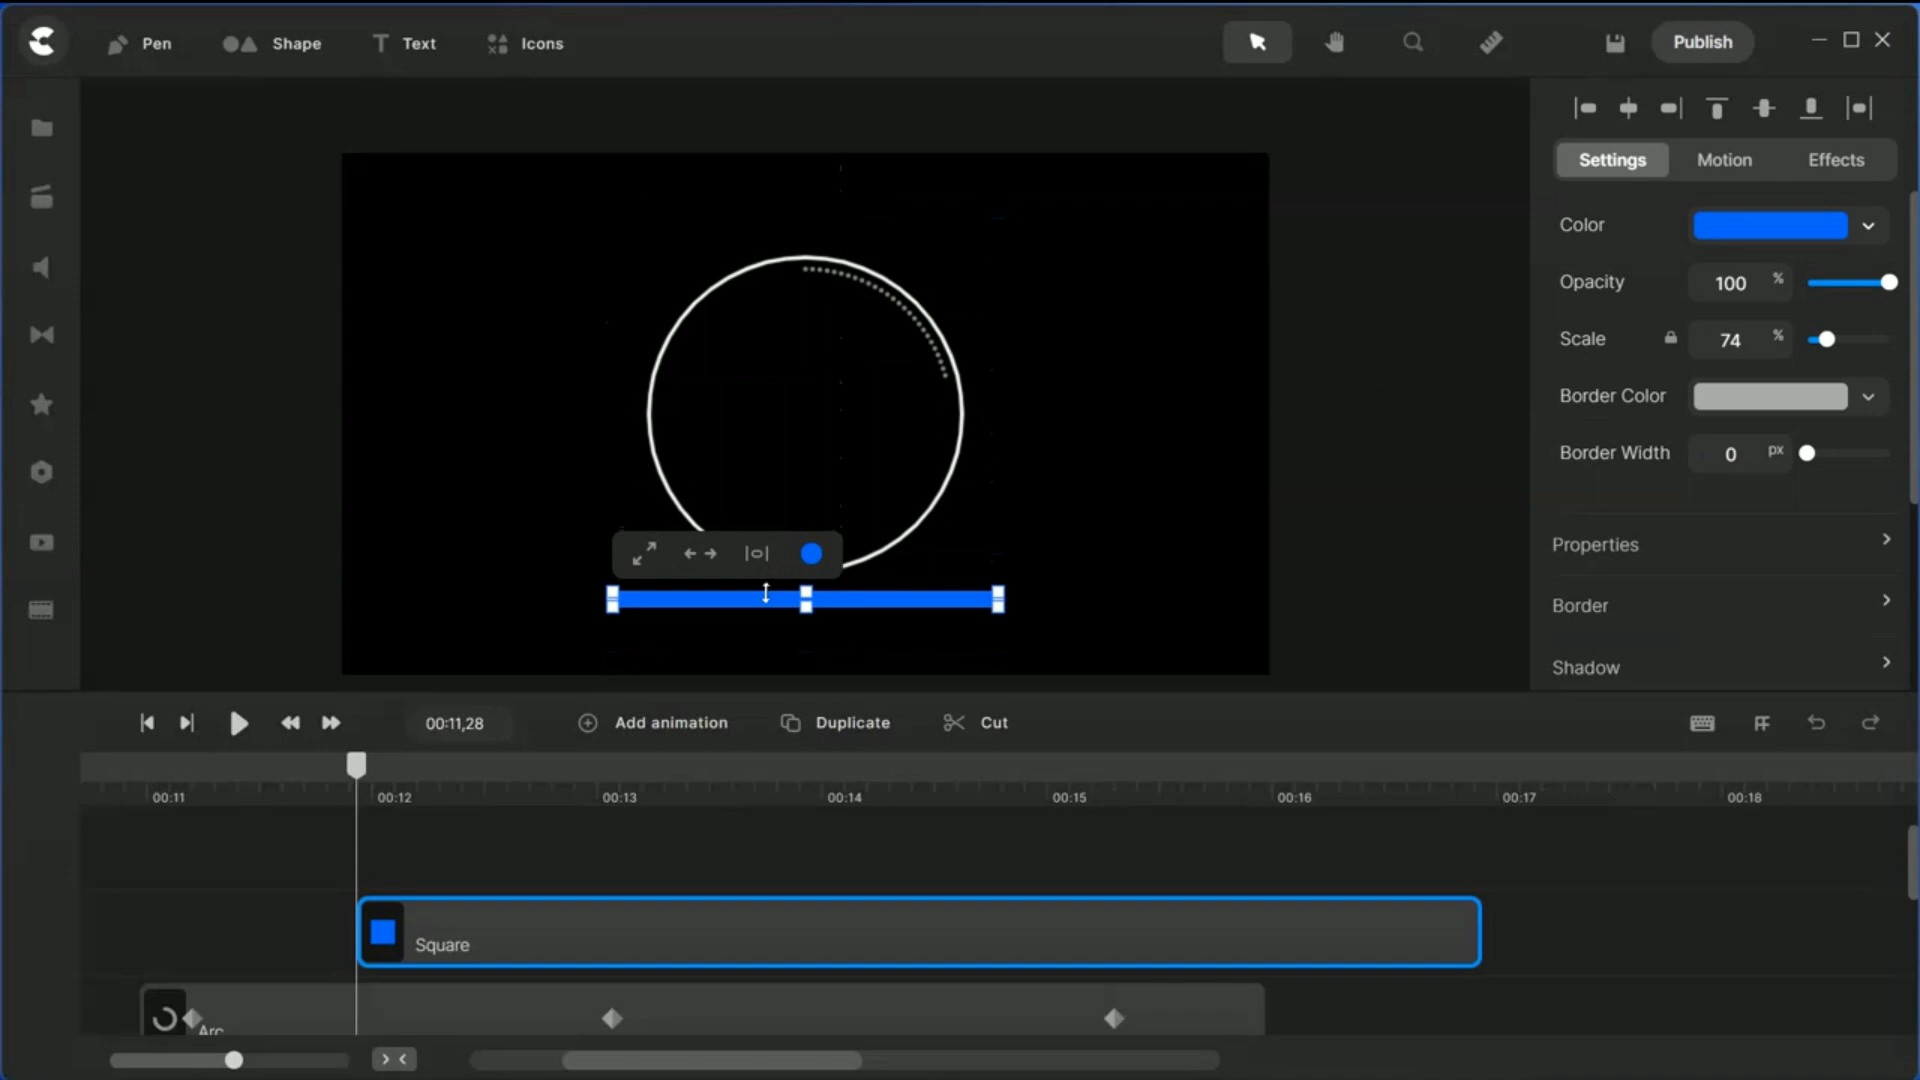 Pen Shape Text Icons Publish
Settings Motion Effects
Color
Opacity 100 %
Scale 74 %
Border Color
Border Width 0 px
Properties
Border
Shadow
00:11,28 Add animation Duplicate Cut
00:11 00:12 00:13 00:14 00:15 00:16 00:17 00:18
Square
Arc